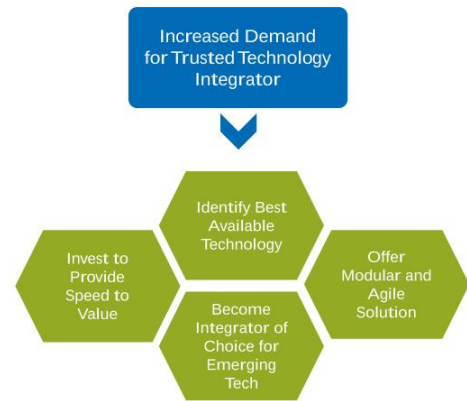 Increased Demand
for Trusted Technology
Integrator
Identify Best
Available
Technology
Invest to
Provide
Speed to
Value
Offer
Modular and
Agile
Solution
Become
Integrator of
Choice for
Emerging
Tech